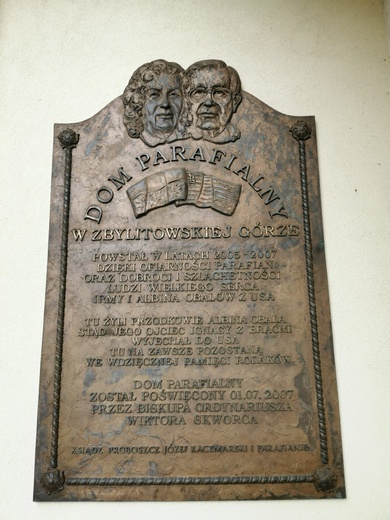 DOM PARAFIALNY
W ZBYLITOWSKIEJ GÓRZE
POWSTAŁ W LATACH 2005-2007
DZIĘKI OFIARNOŚCI PARAFIAN
ORAZ DOBROCI I SZLACHETNOŚCI
LUDZI WIELKIEGO SERCA
IRMY I ALBINA OBALÓW Z USA
TU ŻYLI PRZODKOWIE ALBINA OBALA
STĄD JEGO OJCIEC IGNACY Z BRAĆMI
WYJECHAŁ DO USA
TU NA ZAWSZE POZOSTANĄ
WE WDZIĘCZNEJ PAMIĘCI RODAKÓW
DOM PARAFIALNY
ZOSTAŁ POŚWIĘCONY 01.07.2007
PRZEZ BISKUPA ORDYNARIUSZA
WIKTORA SKWORCA
KSIĄDZ PROBOSZCZ JÓZEF KACZMARSKI I PARAFIANIE